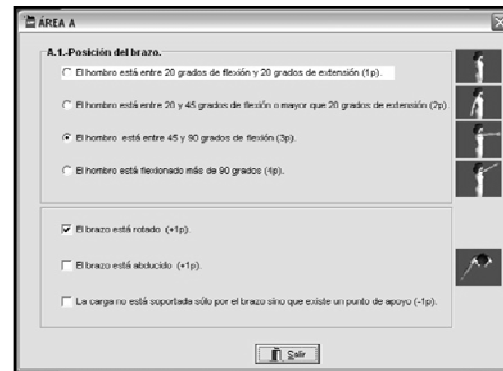 ÁREA A
A.1.-Posición del brazo.
El hombro está entre 20 grados de flexión y 20 grados de extensión (1p).
El hombro está entre 20 y 45 grados de flexión o mayor que 20 grados de extensión (2p)
El hombro está entre 45 y 90 grados de flexión (3p).
El hombro está flexionado más de 90 grados (4p).
El brazo está rotado (+1p).
El brazo está abducido (+1p).
La carga no está soportada sólo por el brazo sino que existe un punto de apoyo (-1p).
Salir